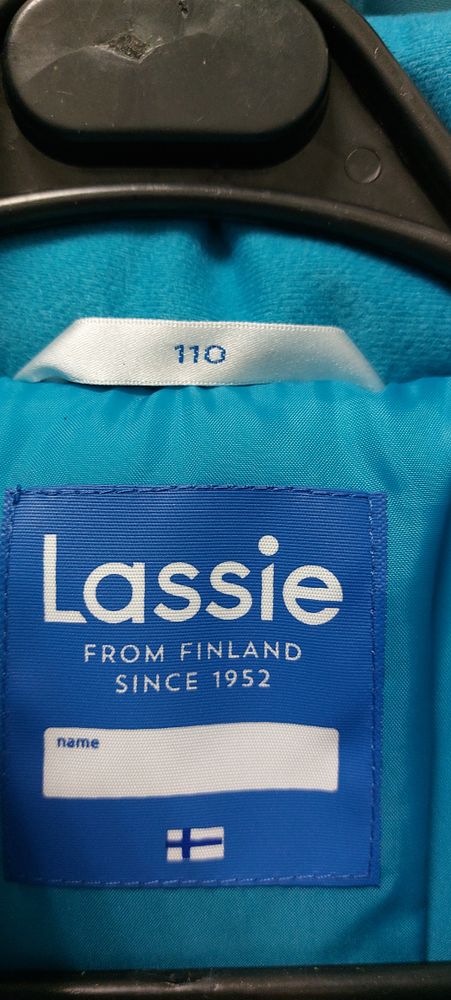 110
Lassie
FROM FINLAND
SINCE 1952
name